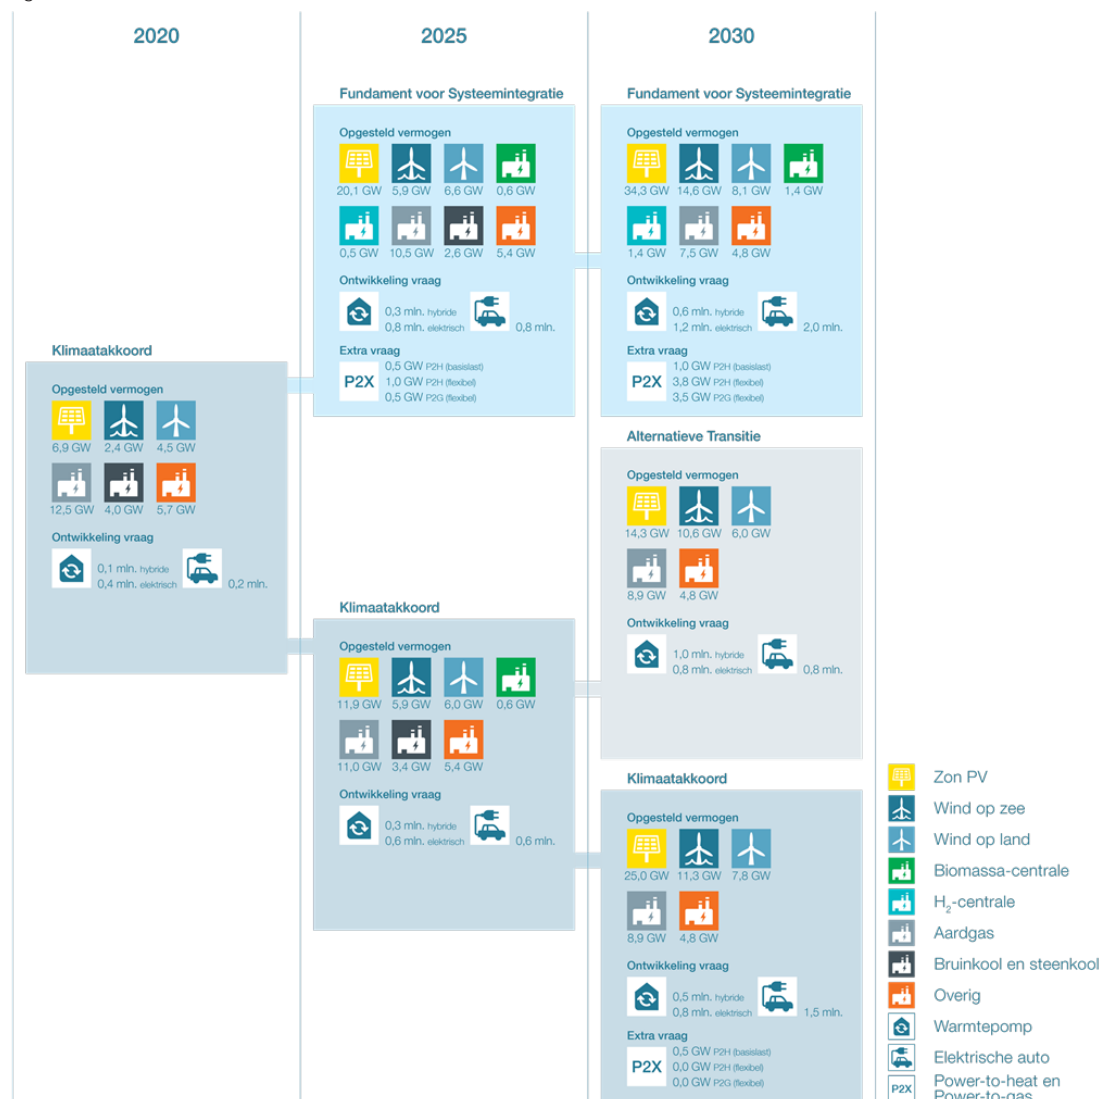 2020
2025
2030
Klimaatakkoord
Opgesteld vermogen
6,9 GW 2,4 GW 4,5 GW
12,5 GW 4,0 GW 5,7 GW
Ontwikkeling vraag
0,1 mln. hybride
0,4 mln. elektrisch 0,2 mln.
Fundament voor Systeemintegratie
Opgesteld vermogen
20,1 GW 5,9 GW 6,6 GW 0,6 GW
0,5 GW 10,5 GW 2,6 GW 5,4 GW
Ontwikkeling vraag
0,3 mln. hybride
0,8 mln. elektrisch 0,8 mln.
Extra vraag
0,5 GW P2H (basislast)
P2X 1,0 GW P2H (flexibel)
0,5 GW P2G (flexibel)
Klimaatakkoord
Opgesteld vermogen
11,9 GW 5,9 GW 6,0 GW 0,6 GW
11,0 GW 3,4 GW 5,4 GW
Ontwikkeling vraag
0,3 mln. hybride
0,6 mln. elektrisch 0,6 mln.
Fundament voor Systeemintegratie
Opgesteld vermogen
34,3 GW 14,6 GW 8,1 GW 1,4 GW
1,4 GW 7,5 GW 4,8 GW
Ontwikkeling vraag
0,6 mln. hybride
1,2 mln. elektrisch 2,0 mln.
Extra vraag
1,0 GW P2H (basislast)
P2X 3,8 GW P2H (flexibel)
3,5 GW P2G (flexibel)
Alternatieve Transitie
Opgesteld vermogen
14,3 GW 10,6 GW 6,0 GW
8,9 GW 4,8 GW
Ontwikkeling vraag
1,0 mln. hybride
0,8 mln. elektrisch 0,8 mln.
Klimaatakkoord
Opgesteld vermogen
25,0 GW 11,3 GW 7,8 GW
8,9 GW 4,8 GW
Ontwikkeling vraag
0,5 mln. hybride
0,8 mln. elektrisch 1,5 mln.
Extra vraag
0,5 GW P2H (basislast)
P2X 0,0 GW P2H (flexibel)
0,0 GW P2G (flexibel)
Zon PV
Wind op zee
Wind op land
Biomassa-centrale
H₂-centrale
Aardgas
Bruinkool en steenkool
Overig
Warmtepomp
Elektrische auto
P2X Power-to-heat en
Power-to-gas